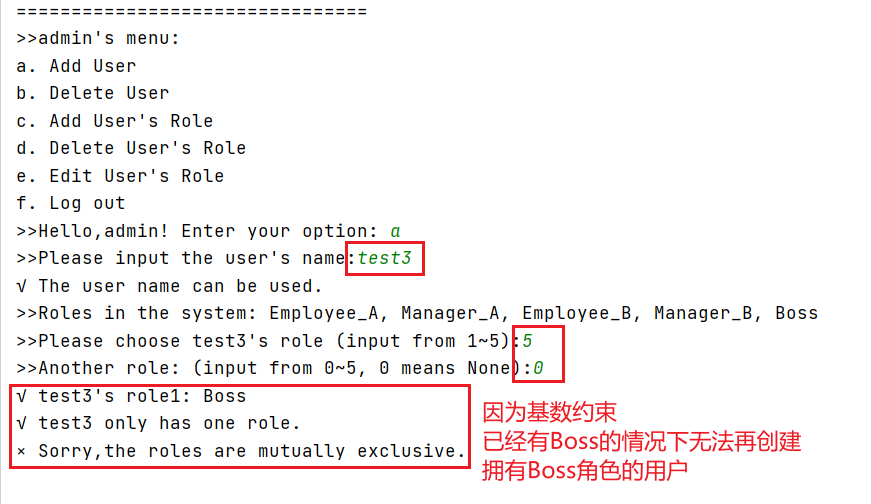 ================================
>>admin's menu:
a. Add User
b. Delete User
c. Add User's Role
d. Delete User's Role
e. Edit User's Role
f. Log out
>>Hello,admin! Enter your option: a
>>Please input the user's name:test3
√ The user name can be used.
>>Roles in the system: Employee_A, Manager_A, Employee_B, Manager_B, Boss
>>Please choose test3's role (input from 1~5):5
>>Another role: (input from 0~5, 0 means None):0
√ test3's role1: Boss
√ test3 only has one role.
× Sorry,the roles are mutually exclusive.
因为基数约束
已经有Boss的情况下无法再创建
拥有Boss角色的用户